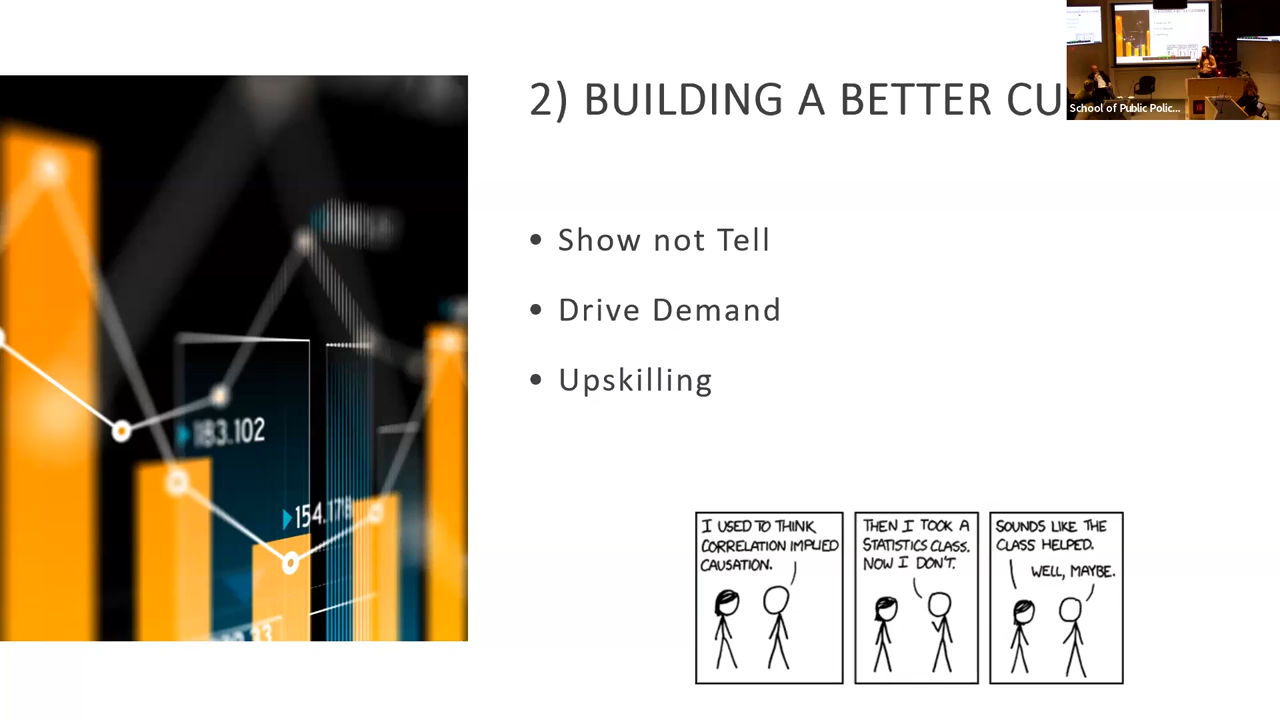 2) BUILDING A BETTER CU
School of Public Polic...
• Show not Tell
• Drive Demand
• Upskilling
183.102
154.178
I USED TO THINK
CORRELATION IMPLIED
CAUSATION.
THEN I TOOK A
STATISTICS CLASS.
NOW I DON'T.
SOUNDS LIKE THE
CLASS HELPED.
WELL, MAYBE.